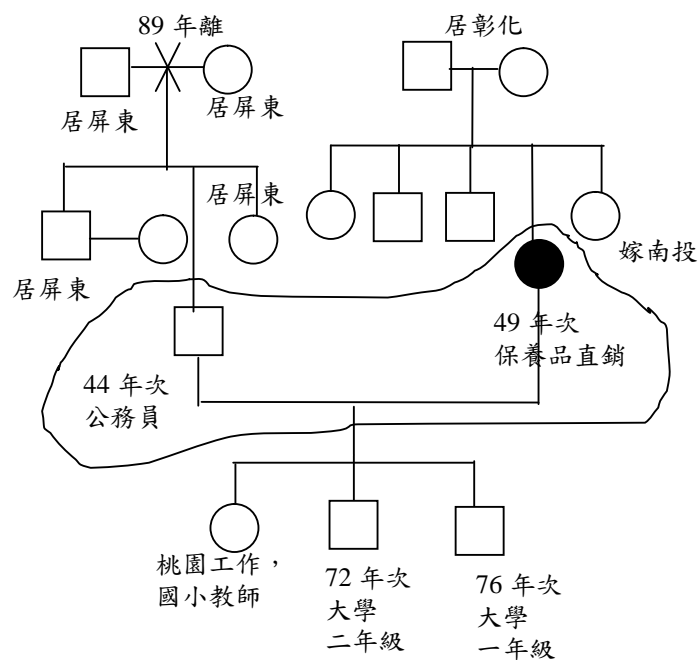 89 年離
居彰化
居屏東
居屏東
居屏東
居屏東
嫁南投
49 年次
保養品直銷
44 年次
公務員
桃園工作，
國小教師
72 年次
大學
二年級
76 年次
大學
一年級